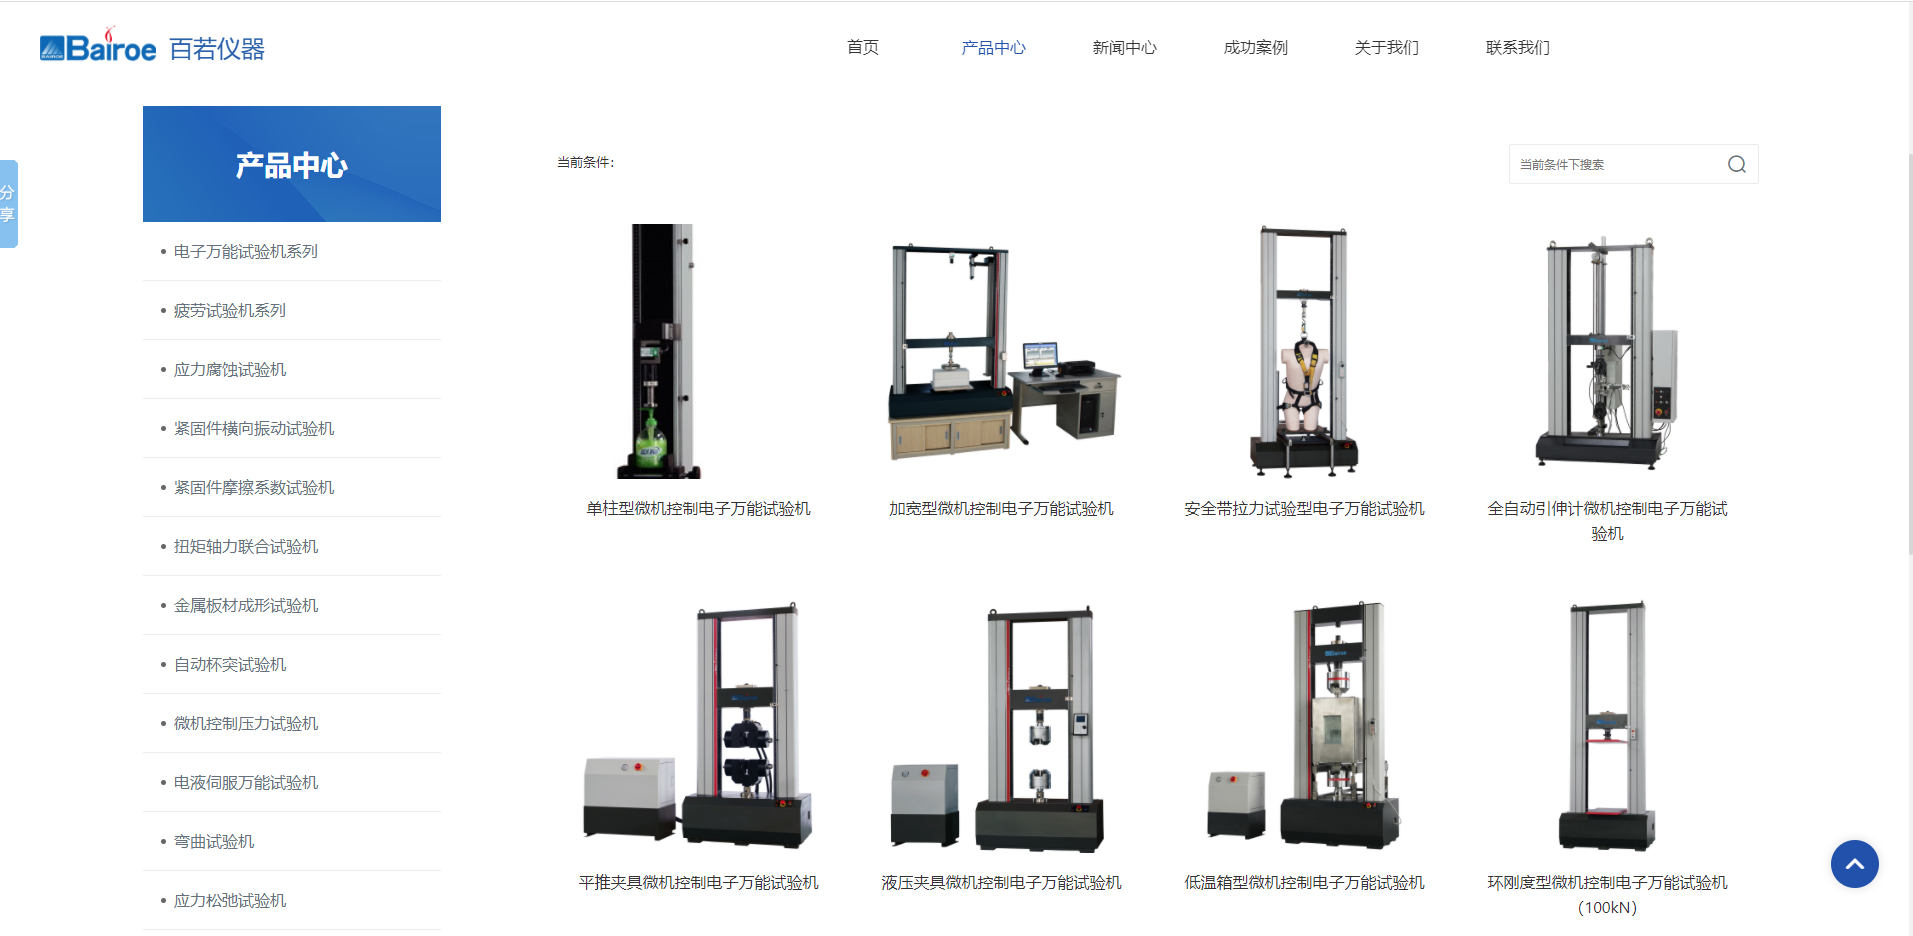 Bairoe 百若仪器
首页
产品中心
新闻中心
成功案例
关于我们
联系我们
分享
产品中心
• 电子万能试验机系列
• 疲劳试验机系列
• 应力腐蚀试验机
• 紧固件横向振动试验机
• 紧固件摩擦系数试验机
• 扭矩轴力联合试验机
• 金属板材成形试验机
• 自动杯突试验机
• 微机控制压力试验机
• 电液伺服万能试验机
• 弯曲试验机
• 应力松弛试验机
当前条件：
当前条件下搜索
单柱型微机控制电子万能试验机
加宽型微机控制电子万能试验机
安全带拉力试验型电子万能试验机
全自动引伸计微机控制电子万能试
验机
Bairoe
平推夹具微机控制电子万能试验机
液压夹具微机控制电子万能试验机
低温箱型微机控制电子万能试验机
环刚度型微机控制电子万能试验机
（100kN）